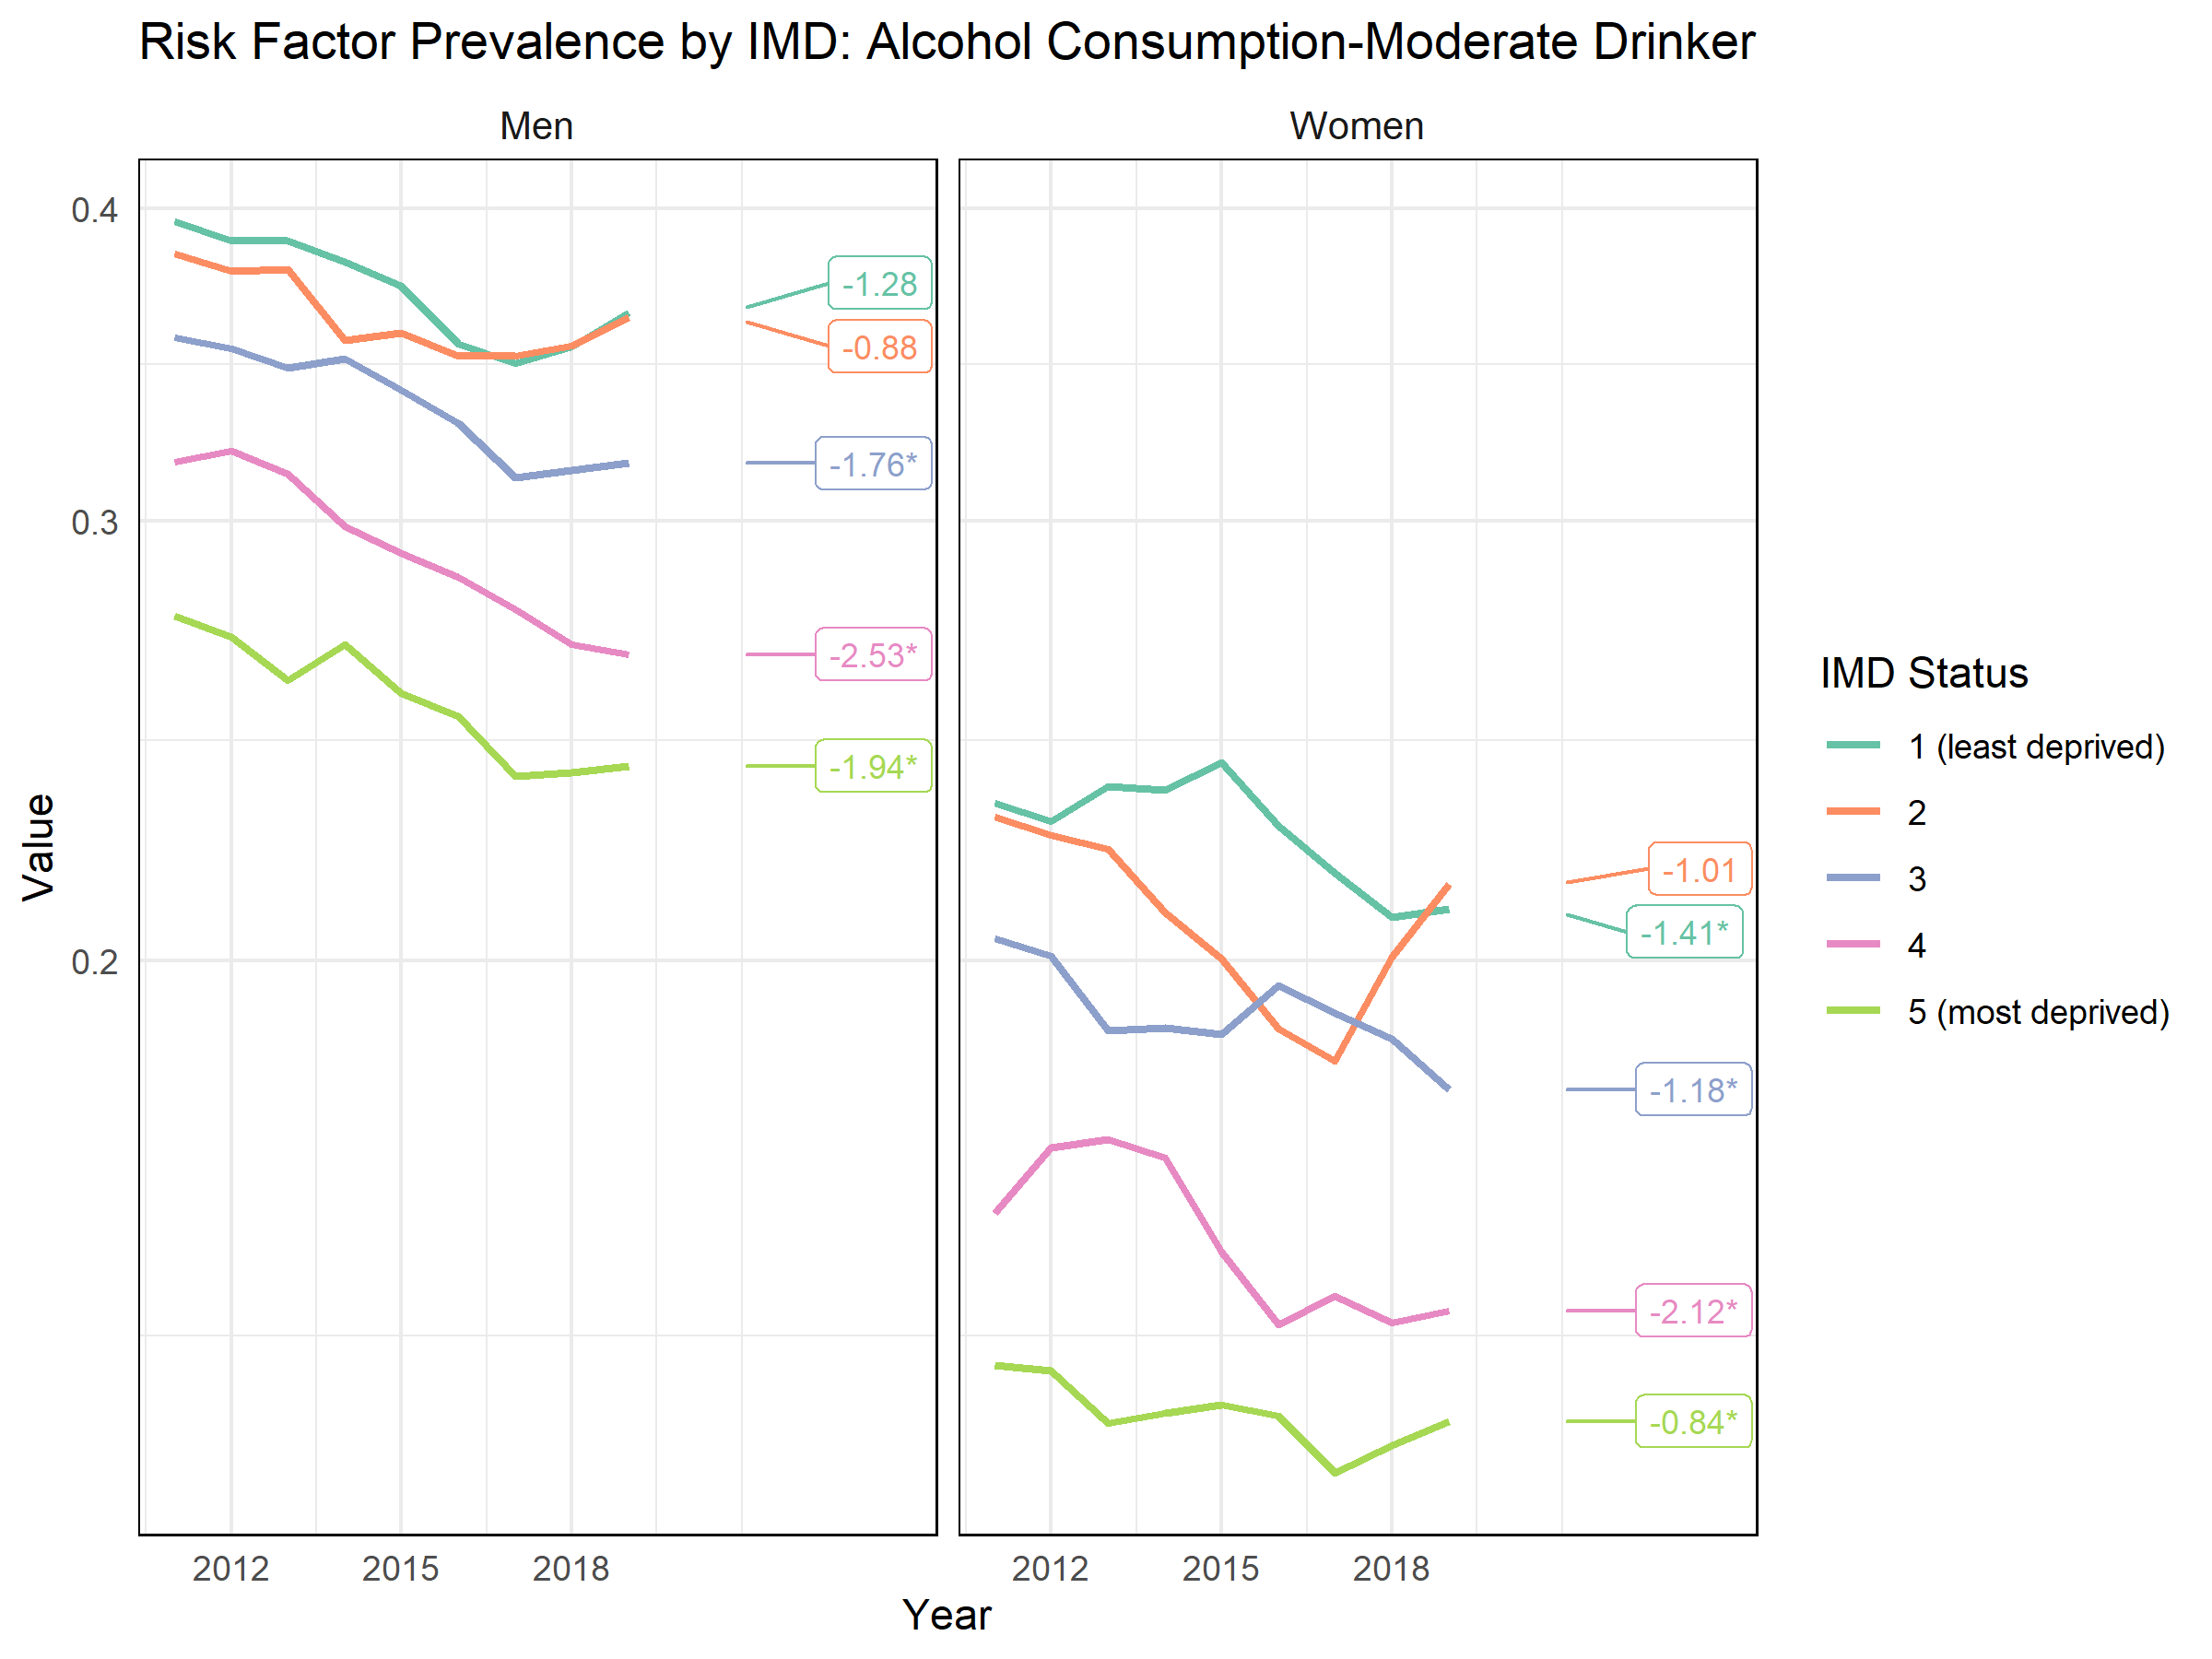 Risk Factor Prevalence by IMD: Alcohol Consumption-Moderate Drinker
Men
Women
0.4
0.3
0.2
Value
-1.28
-0.88
-1.76*
-2.53*
-1.94*
-1.01
-1.41*
-1.18*
-2.12*
-0.84*
2012
2015
2018
2012
2015
2018
Year
IMD Status
1 (least deprived)
2
3
4
5 (most deprived)